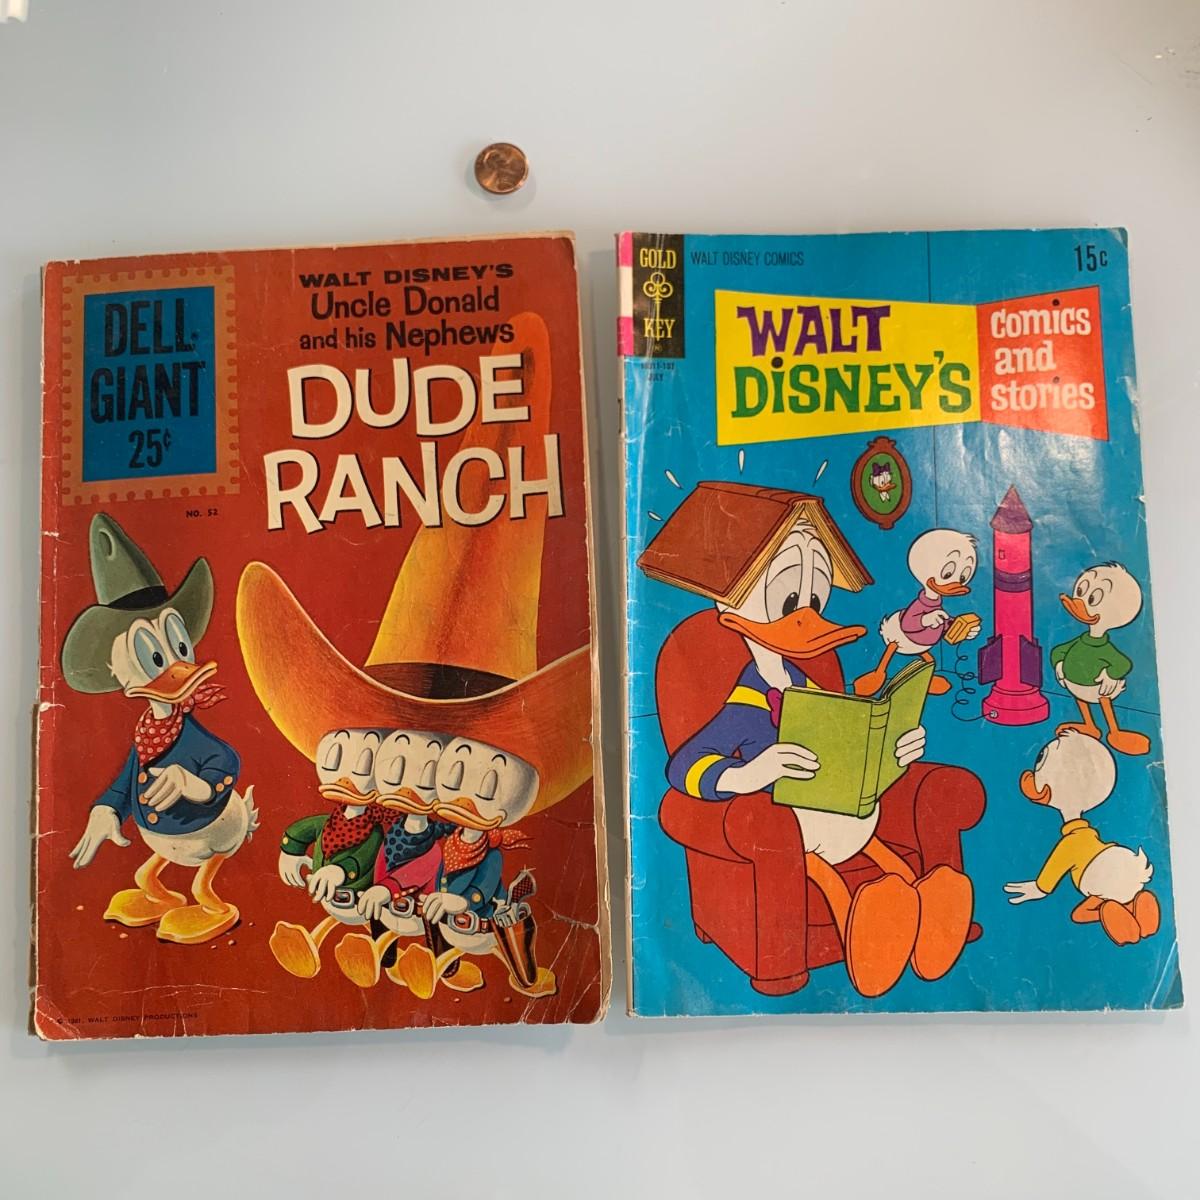 DELL
GIANT
25¢
WALT DISNEY'S
Uncle Donald
and his Nephews
DUDE
RANCH
NO. 52
© 1961, WALT DISNEY PRODUCTIONS
GOLD
KEY
WALT DISNEY COMICS
15¢
WALT
DISNEY'S
comics
and
stories
JULY